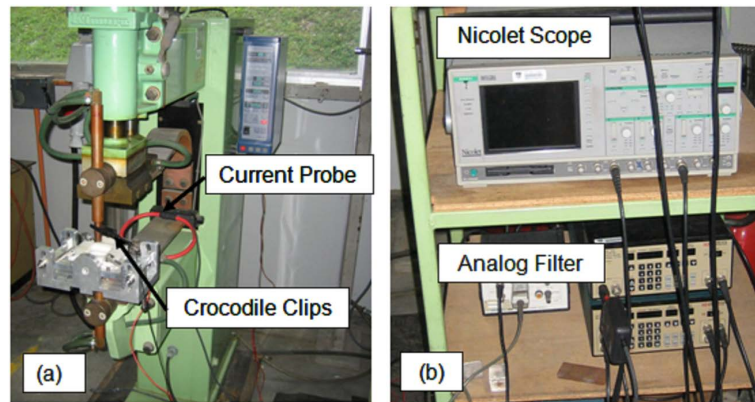 Current Probe
Crocodile Clips
(a)
Nicolet Scope
Nicolet
Analog Filter
(b)